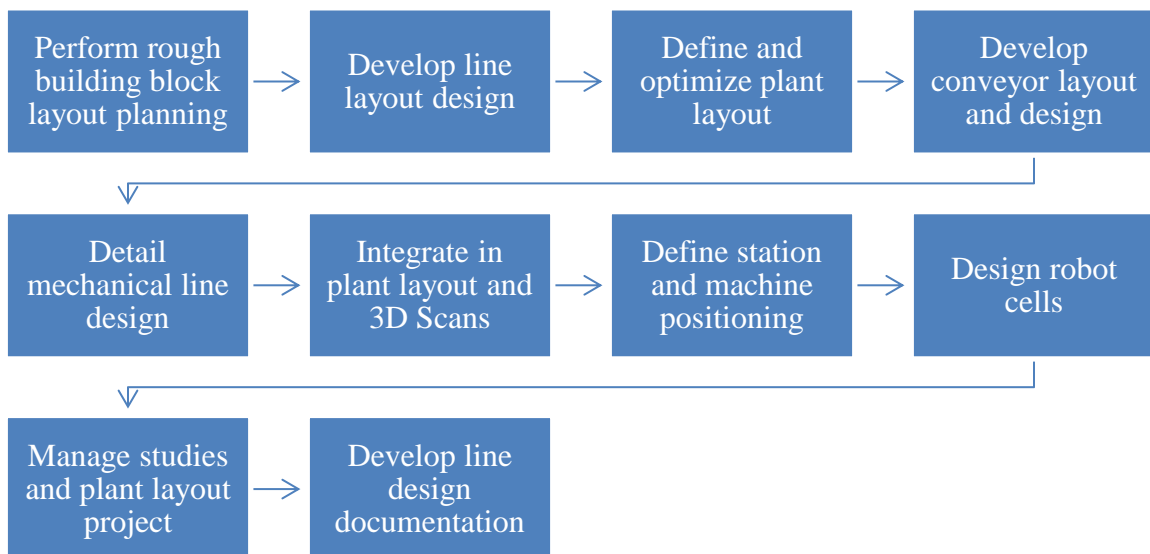 Perform rough
building block
layout planning
Develop line
layout design
Define and
optimize plant
layout
Develop
conveyor layout
and design
Detail
mechanical line
design
Integrate in
plant layout and
3D Scans
Define station
and machine
positioning
Design robot
cells
Manage studies
and plant layout
project
Develop line
design
documentation